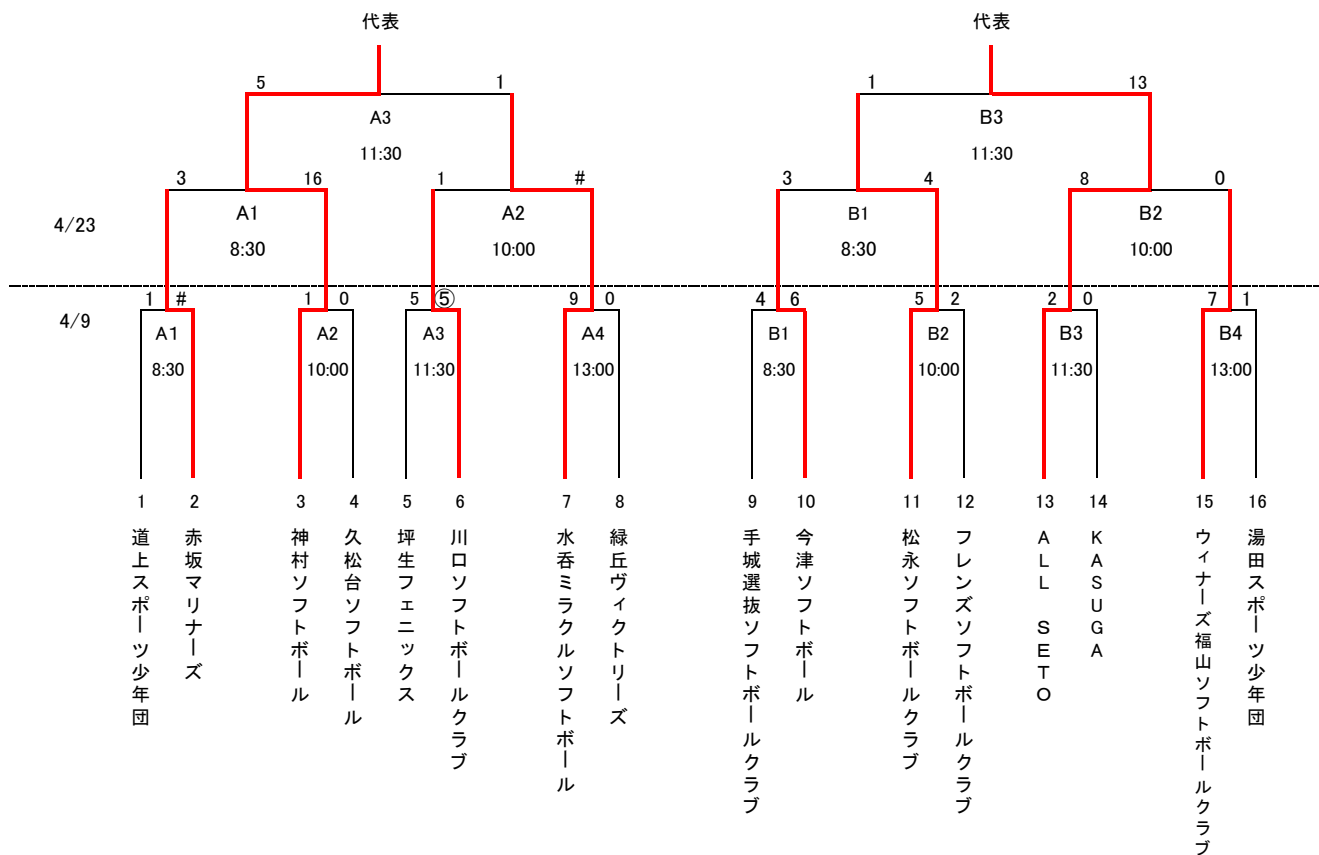 代表 代表
5 1 1 13
A3 B3
11:30 11:30
3 16 1 # 3 4 8 0
A1 A2 B1 B2
4/23
8:30 10:00 8:30 10:00
1 # 1 0 5 ⑤ 9 0 4 6 5 2 2 0 7 1
4/9
A1 A2 A3 A4 B1 B2 B3 B4
8:30 10:00 11:30 13:00 8:30 10:00 11:30 13:00
1 2 3 4 5 6 7 8 9 10 11 12 13 14 15 16
道上スポーツ少年団
赤坂マリナーズ
神村ソフトボール
久松台ソフトボール
坪生フェニックス
川口ソフトボールクラブ
水呑ミラクルソフトボール
緑丘ヴィクトリーズ
手城選抜ソフトボールクラブ
今津ソフトボール
松永ソフトボールクラブ
フレンズソフトボールクラブ
ALL SETO
KASUGA
ウィナーズ福山ソフトボールクラブ
湯田スポーツ少年団